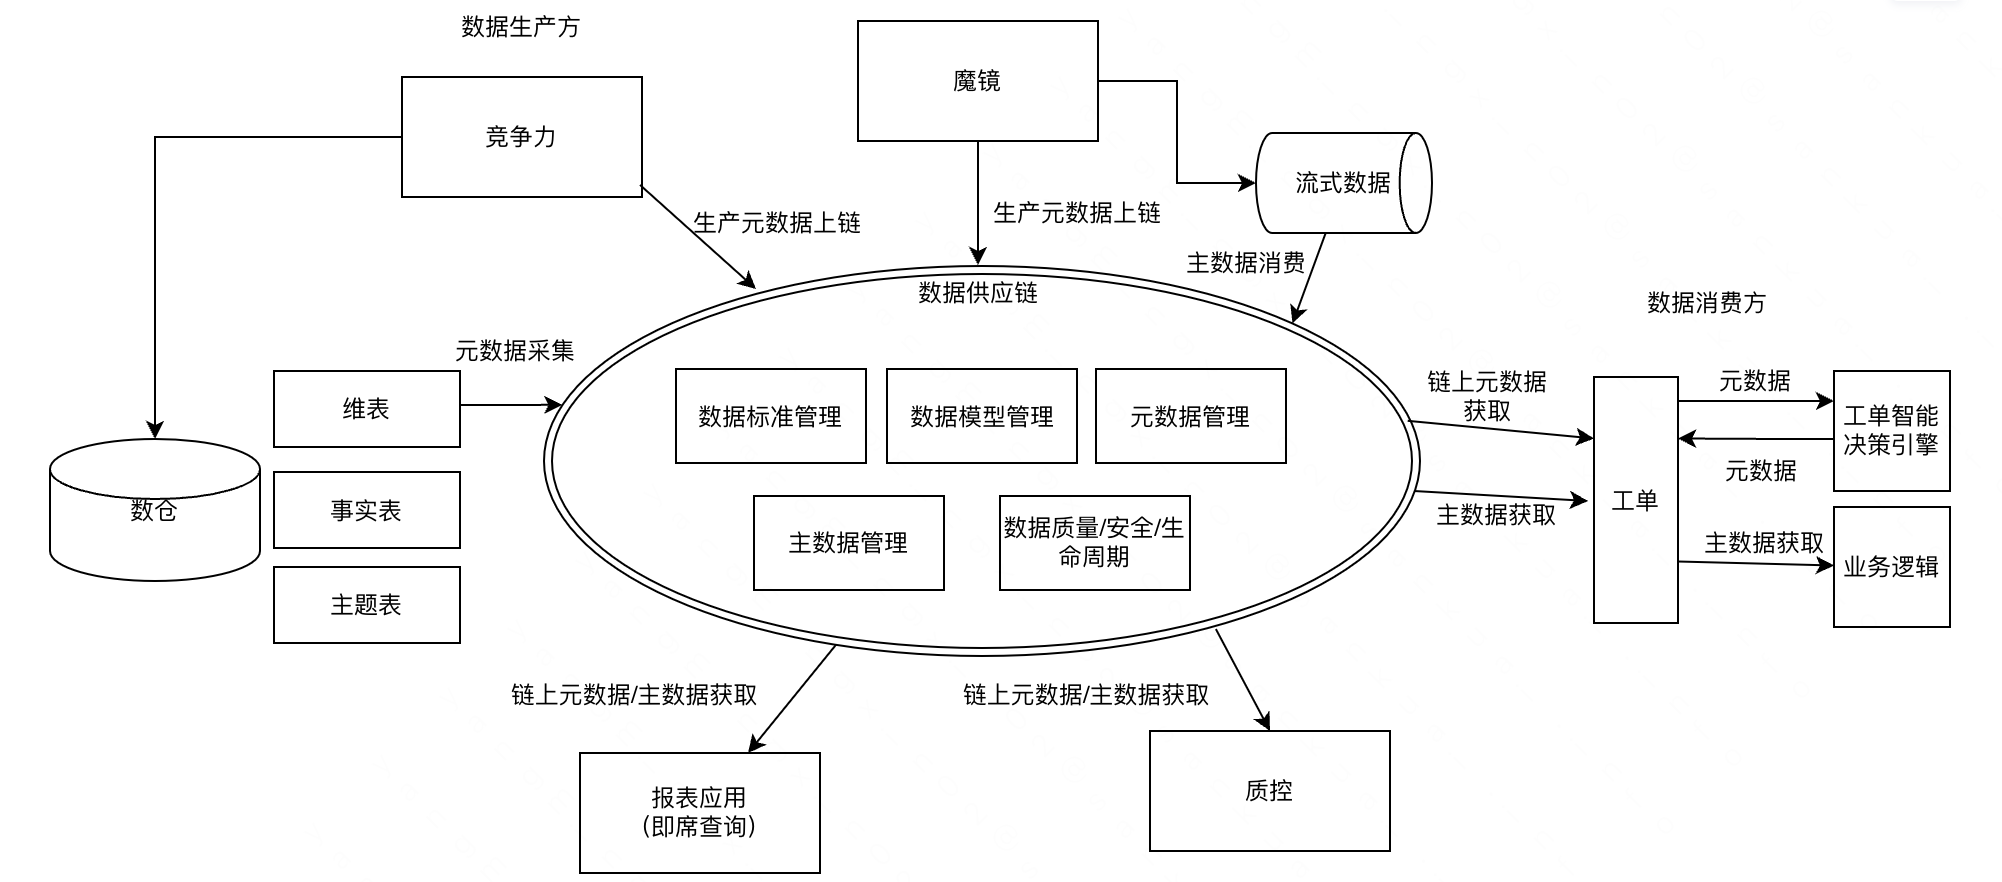 数据生产方
魔镜
竞争力
流式数据
生产元数据上链
生产元数据上链
主数据消费
数据供应链
数据消费方
元数据采集
维表
事实表
主题表
数仓
数据标准管理
数据模型管理
元数据管理
主数据管理
数据质量/安全/生
命周期
链上元数据
获取
主数据获取
工单
元数据
元数据
主数据获取
工单智能
决策引擎
业务逻辑
链上元数据/主数据获取
链上元数据/主数据获取
报表应用
(即席查询)
质控